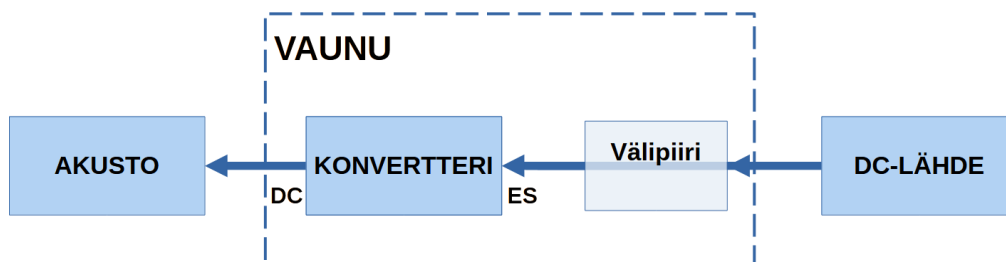 VAUNU
AKUSTO
KONVERTTERI
Välipiiri
DC-LÄHDE
DC
ES